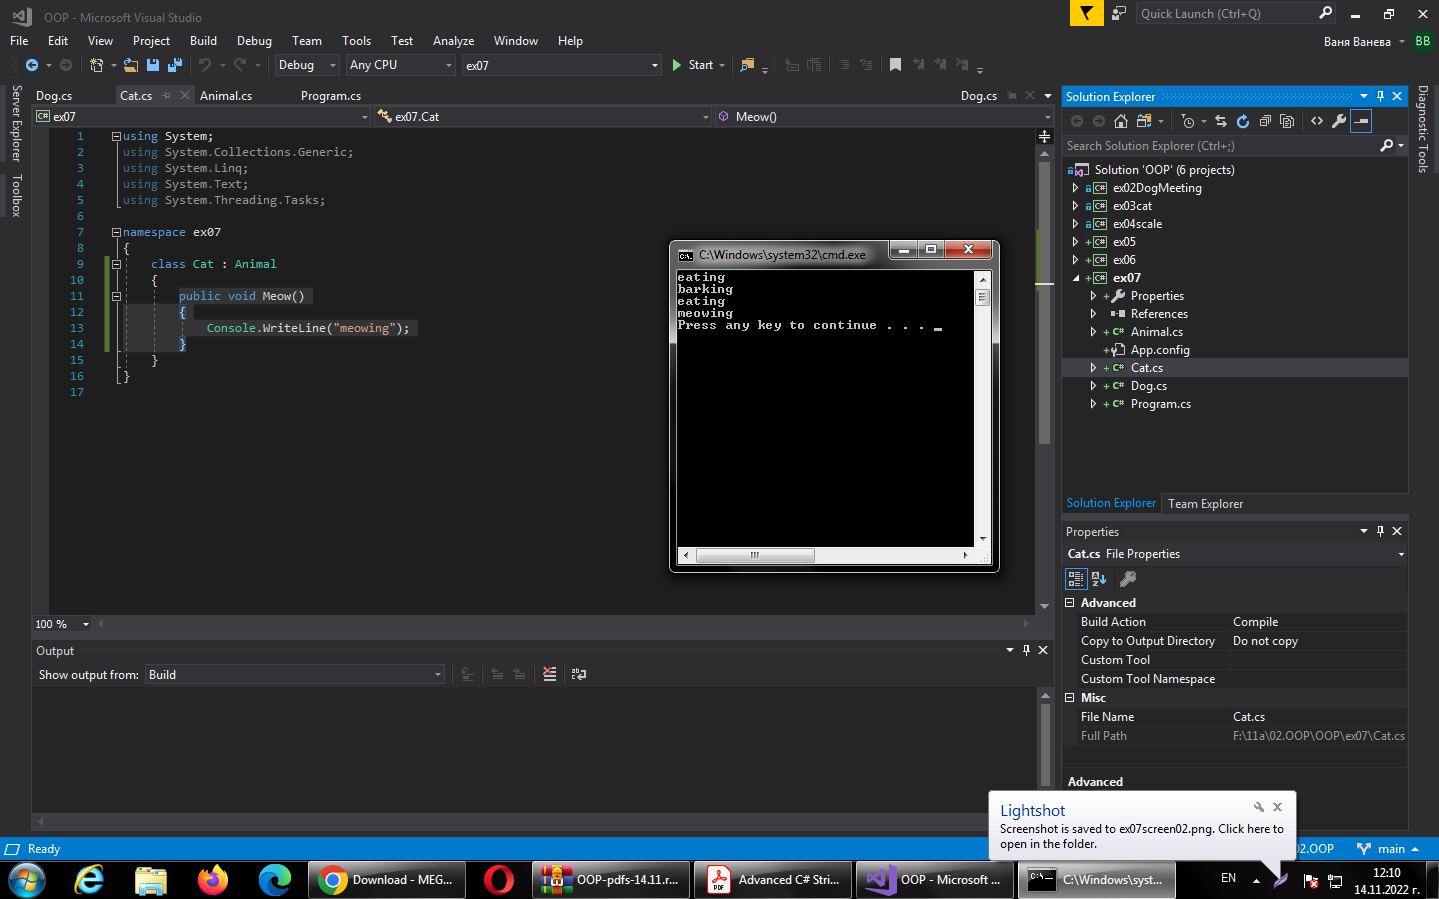 OOP - Microsoft Visual Studio
Quick Launch (Ctrl+Q)
File Edit View Project Build Debug Team Tools Test Analyze Window Help
Ваня Ванева
ВВ
Debug Any CPU ex07 Start
Server Explorer
Toolbox
Dog.cs Cat.cs Animal.cs Program.cs Dog.cs
ex07 ex07.Cat Meow()
1 using System;
2 using System.Collections.Generic;
3 using System.Linq;
4 using System.Text;
5 using System.Threading.Tasks;
6
7 namespace ex07
8 {
9 class Cat : Animal
10 {
11 public void Meow()
12 {
13 Console.WriteLine("meowing");
14 }
15 }
16 }
17
100 %
C:\Windows\system32\cmd.exe
eating
barking
eating
meowing
Press any key to continue . . . _
Output
Show output from: Build
Solution Explorer
Search Solution Explorer (Ctrl+;)
Solution 'OOP' (6 projects)
C# ex02DogMeeting
C# ex03cat
C# ex04scale
C# ex05
C# ex06
C# ex07
Properties
References
C# Animal.cs
App.config
C# Cat.cs
C# Dog.cs
C# Program.cs
Solution Explorer Team Explorer
Diagnostic Tools
Properties
Cat.cs File Properties
Advanced
Build Action Compile
Copy to Output Directory Do not copy
Custom Tool
Custom Tool Namespace
Misc
File Name Cat.cs
Full Path F:\11a\02.OOP\OOP\ex07\Cat.cs
Advanced
Lightshot
Screenshot is saved to ex07screen02.png. Click here to
open in the folder.
Ready
02.OOP main
Download - MEG...
OOP-pdfs-14.11.r...
PDF
Advanced C# Stri...
OOP - Microsoft ...
C:\Windows\syst...
EN
12:10
14.11.2022 г.